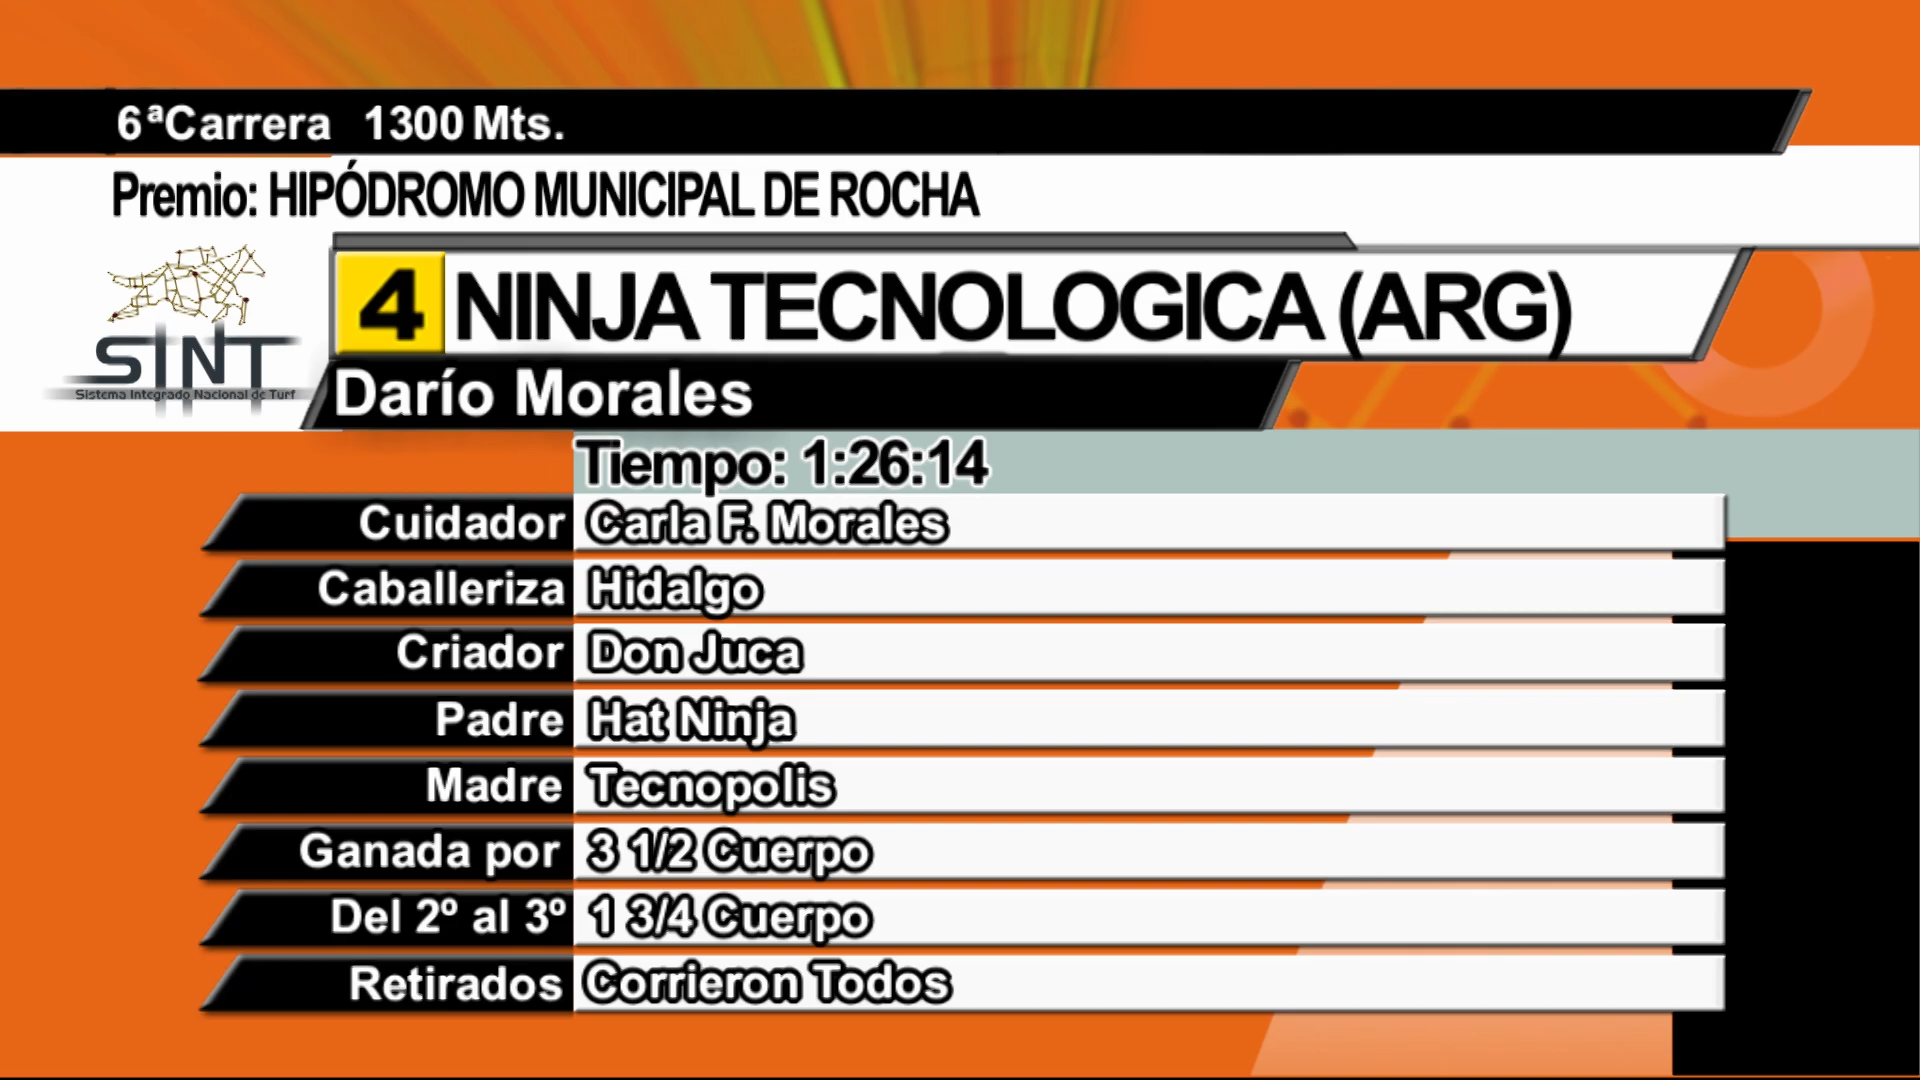 6ªCarrera 1300 Mts.
Premio: HIPÓDROMO MUNICIPAL DE ROCHA
4 NINJA TECNOLOGICA (ARG)
SINT
Sistema Integrado Nacional de Turf
Darío Morales
Tiempo: 1:26:14
Cuidador Carla F. Morales
Caballeriza Hidalgo
Criador Don Juca
Padre Hat Ninja
Madre Tecnopolis
Ganada por 3 1/2 Cuerpo
Del 2º al 3º 1 3/4 Cuerpo
Retirados Corrieron Todos